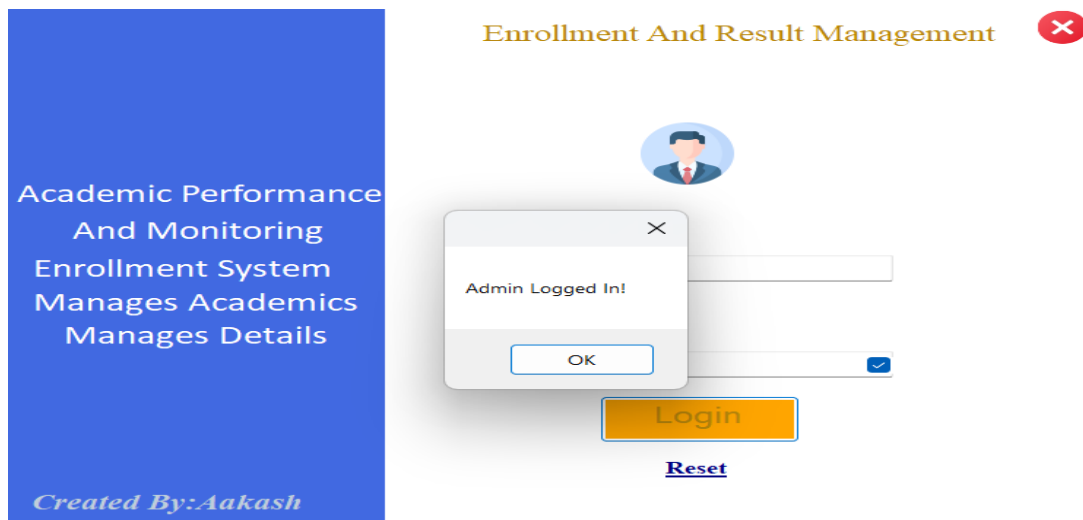 Enrollment And Result Management
Academic Performance
And Monitoring
Enrollment System
Manages Academics
Manages Details
Created By:Aakash
Admin Logged In!
OK
Login
Reset